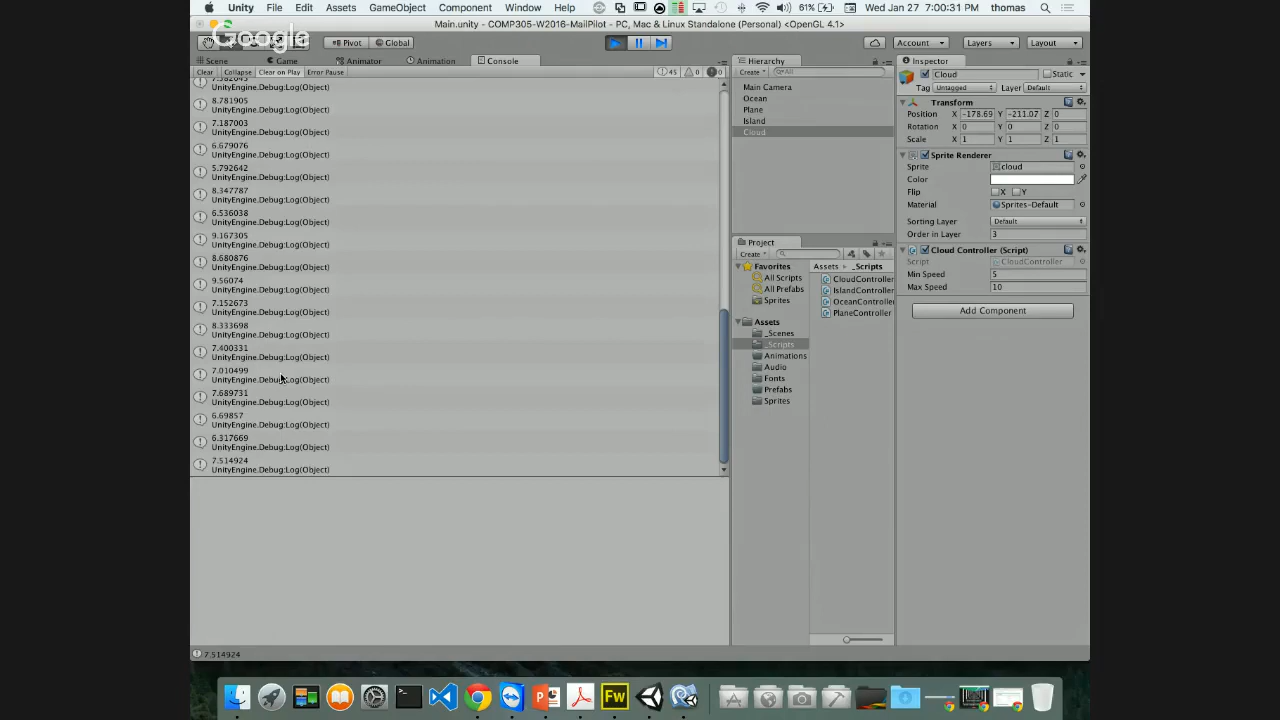 Unity File Edit Assets GameObject Component Window Help 61% Wed Jan 27 7:00:31 PM thomas
Main.unity - COMP305-W2016-MailPilot - PC, Mac & Linux Standalone (Personal) <OpenGL 4.1>
Google
Pivot Global Account Layers Layout
Scene Game Animator Animation Console
Clear Collapse Clear on Play Error Pause 45 0 0
7.382643
UnityEngine.Debug:Log(Object)
8.781905
UnityEngine.Debug:Log(Object)
7.187003
UnityEngine.Debug:Log(Object)
6.679076
UnityEngine.Debug:Log(Object)
5.792642
UnityEngine.Debug:Log(Object)
8.347787
UnityEngine.Debug:Log(Object)
6.536038
UnityEngine.Debug:Log(Object)
9.167305
UnityEngine.Debug:Log(Object)
8.680876
UnityEngine.Debug:Log(Object)
9.56074
UnityEngine.Debug:Log(Object)
7.152673
UnityEngine.Debug:Log(Object)
8.333698
UnityEngine.Debug:Log(Object)
7.400331
UnityEngine.Debug:Log(Object)
7.010499
UnityEngine.Debug:Log(Object)
7.689731
UnityEngine.Debug:Log(Object)
6.69857
UnityEngine.Debug:Log(Object)
6.317669
UnityEngine.Debug:Log(Object)
7.514924
UnityEngine.Debug:Log(Object)
7.514924
Hierarchy
Create All
Main Camera
Ocean
Plane
Island
Cloud
Project
Create
Favorites
All Scripts
All Prefabs
Sprites
Assets
_Scenes
_Scripts
Animations
Audio
Fonts
Prefabs
Sprites
Assets _Scripts
CloudController
IslandController
OceanController
PlaneController
Inspector
Cloud Static
Tag Untagged Layer Default
Transform
Position X -178.69 Y -211.07 Z 0
Rotation X 0 Y 0 Z 0
Scale X 1 Y 1 Z 1
Sprite Renderer
Sprite cloud
Color
Flip X Y
Material Sprites-Default
Sorting Layer Default
Order in Layer 3
Cloud Controller (Script)
Script CloudController
Min Speed 5
Max Speed 10
Add Component
Fw